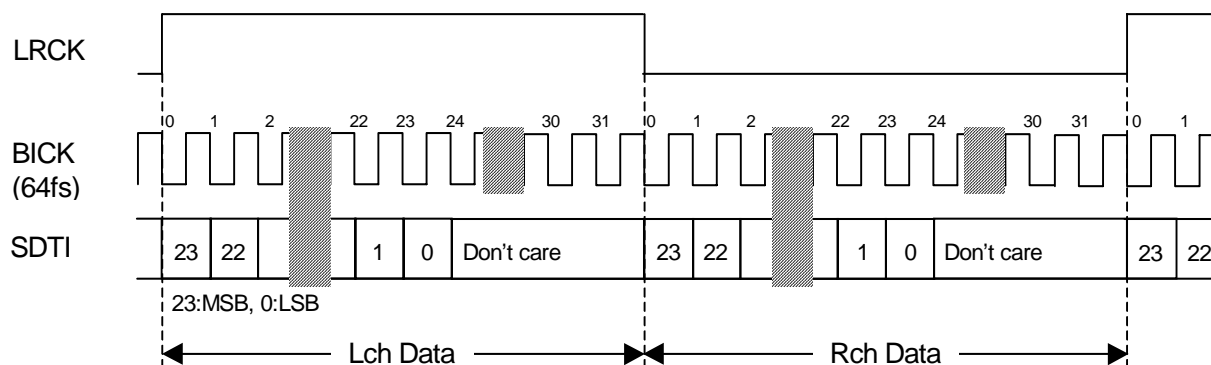 LRCK
0 1 2 22 23 24 30 31 0 1 2 22 23 24 30 31 0 1
BICK
(64fs)
SDTI 23 22 1 0 Don't care 23 22 1 0 Don't care 23 22
23:MSB, 0:LSB
Lch Data Rch Data